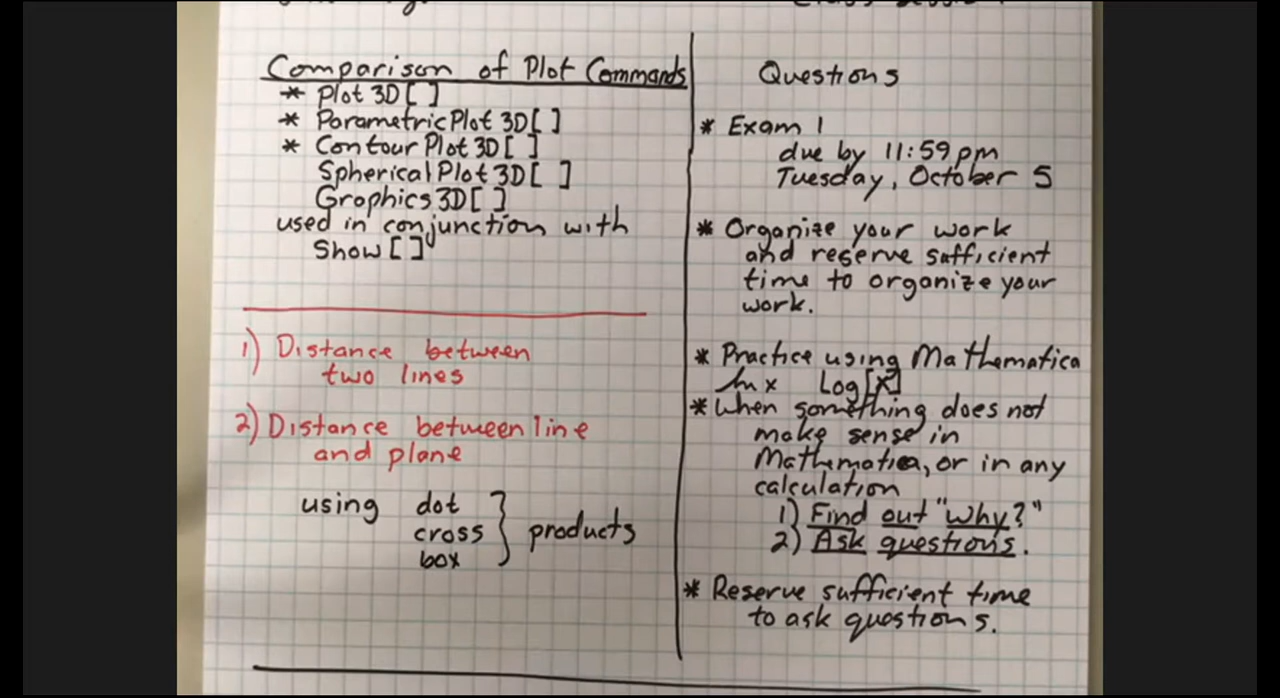 Comparison of Plot Commands
* Plot3D[ ]
* ParametricPlot3D[ ]
* ContourPlot3D[ ]
SphericalPlot3D[ ]
Graphics3D[ ]
used in conjunction with
Show[ ]
1) Distance between
two lines
2) Distance between line
and plane
using dot
cross } products
box
Questions
* Exam 1
due by 11:59 pm
Tuesday, October 5
* Organize your work
and reserve sufficient
time to organize your
work.
* Practice using Mathematica
ln x Log[x]
* When something does not
make sense in
Mathematica, or in any
calculation
1) Find out "Why?"
2) Ask questions.
* Reserve sufficient time
to ask questions.